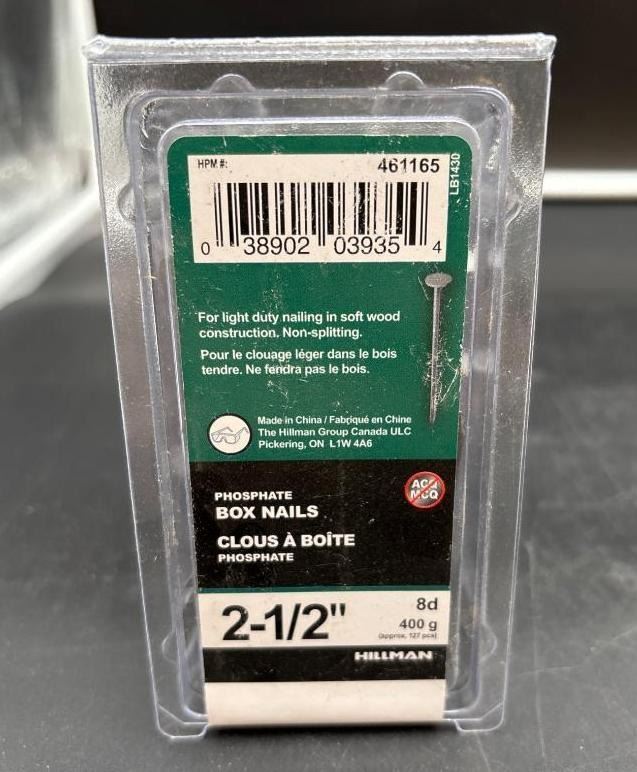 HPM #: 461165
LB1430
0 38902 03935 4
For light duty nailing in soft wood
construction. Non-splitting.
Pour le clouage léger dans le bois
tendre. Ne fendra pas le bois.
Made in China / Fabriqué en Chine
The Hillman Group Canada ULC
Pickering, ON L1W 4A6
ACQ
MCQ
PHOSPHATE
BOX NAILS
CLOUS À BOÎTE
PHOSPHATE
2-1/2"
8d
400 g
(approx. 127 pcs)
HILLMAN